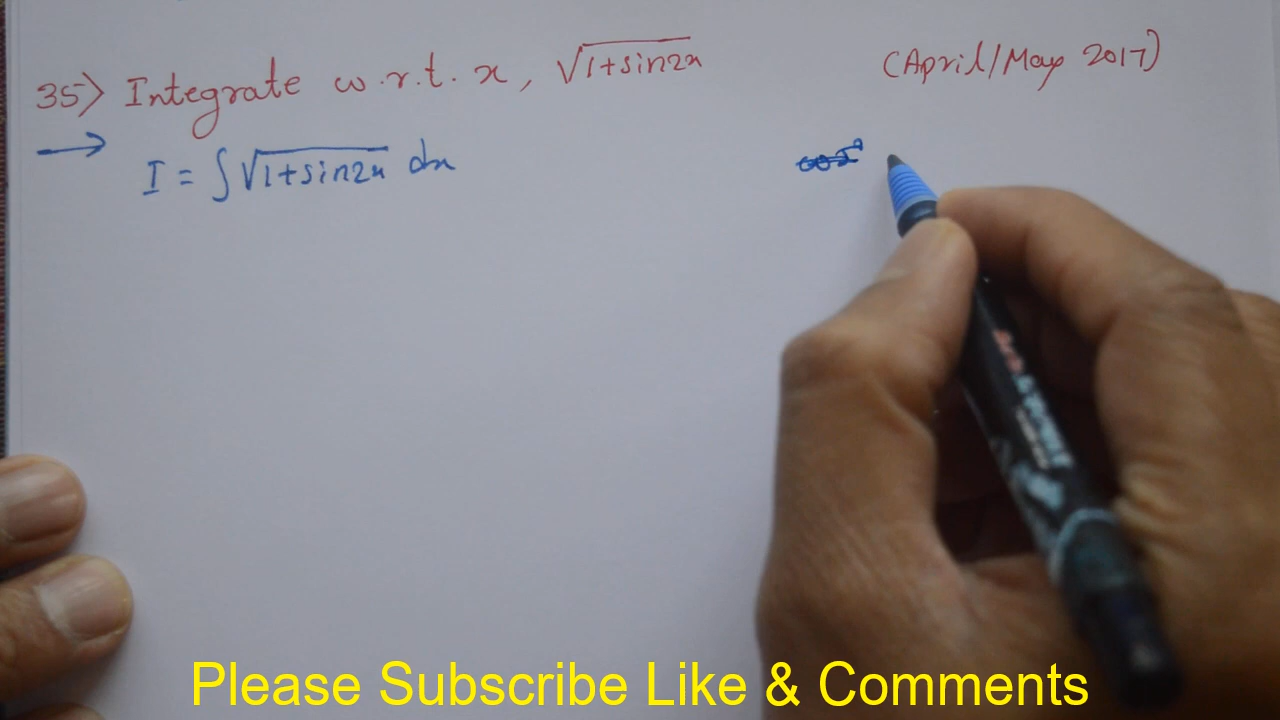 35) Integrate w.r.t. x, √1+sin2x (April/May 2017)
→ I = ∫ √1+sin2x dx
Please Subscribe Like & Comments